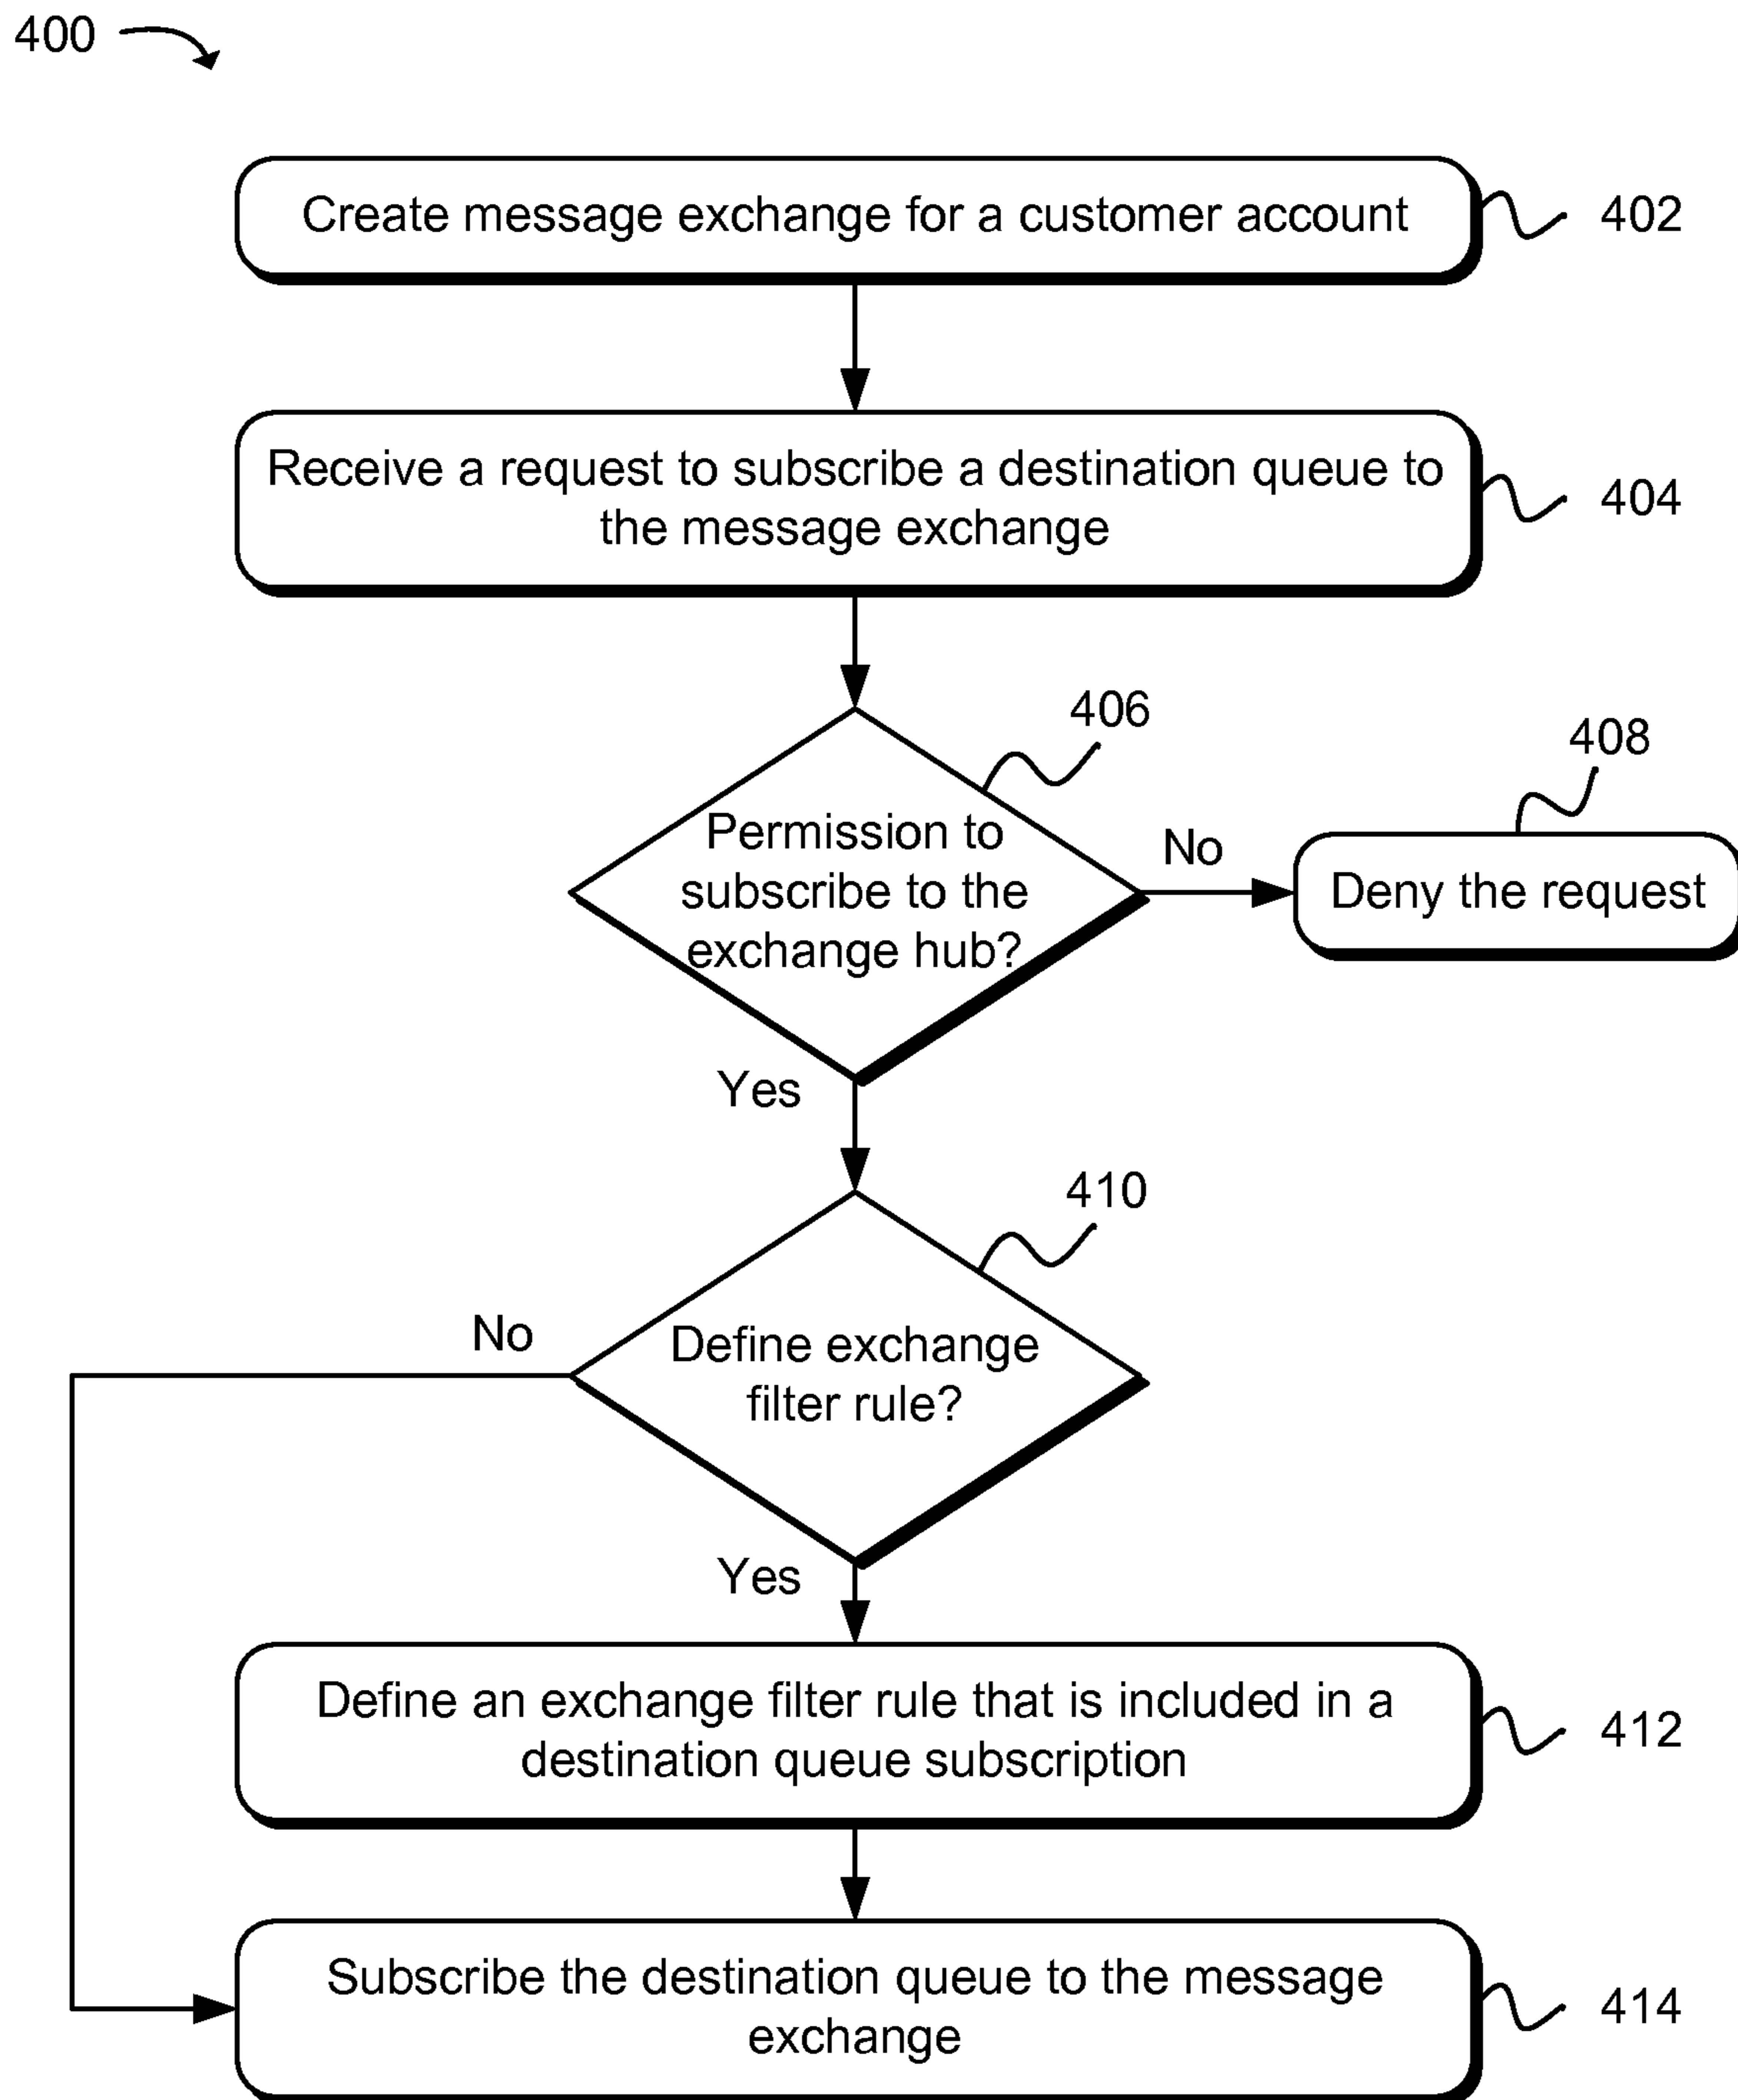 400
Create message exchange for a customer account
402
Receive a request to subscribe a destination queue to
the message exchange
404
406
408
Permission to
subscribe to the
exchange hub?
No
Deny the request
Yes
410
No
Define exchange
filter rule?
Yes
Define an exchange filter rule that is included in a
destination queue subscription
412
Subscribe the destination queue to the message
exchange
414